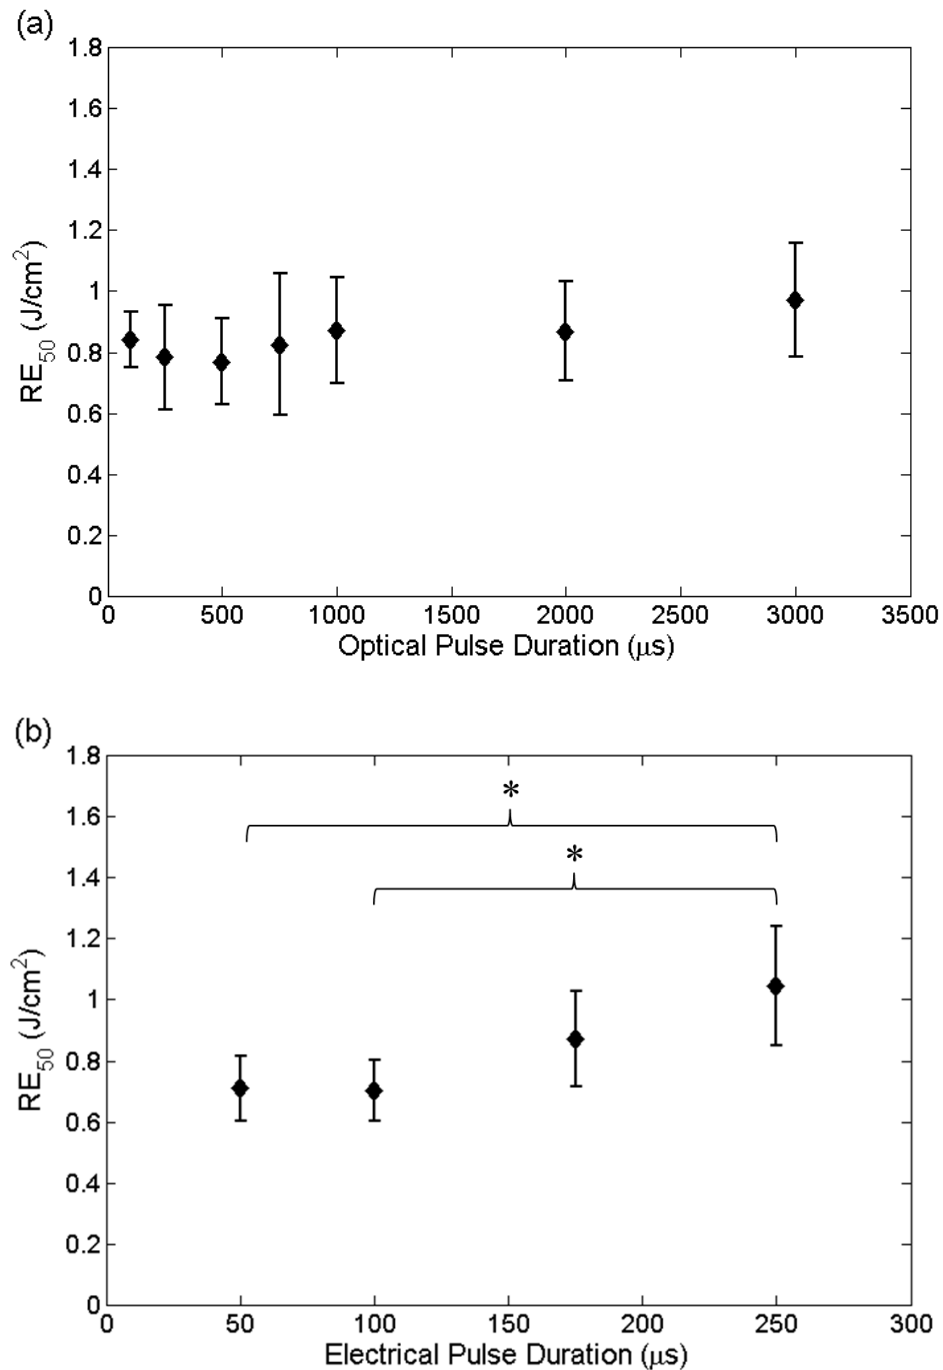 (a)
1.8
1.6
1.4
1.2
1
0.8
0.6
0.4
0.2
0
RE50 (J/cm2)
0 500 1000 1500 2000 2500 3000 3500
Optical Pulse Duration (μs)
(b)
1.8
1.6
1.4
1.2
1
0.8
0.6
0.4
0.2
0
RE50 (J/cm2)
*
*
0 50 100 150 200 250 300
Electrical Pulse Duration (μs)